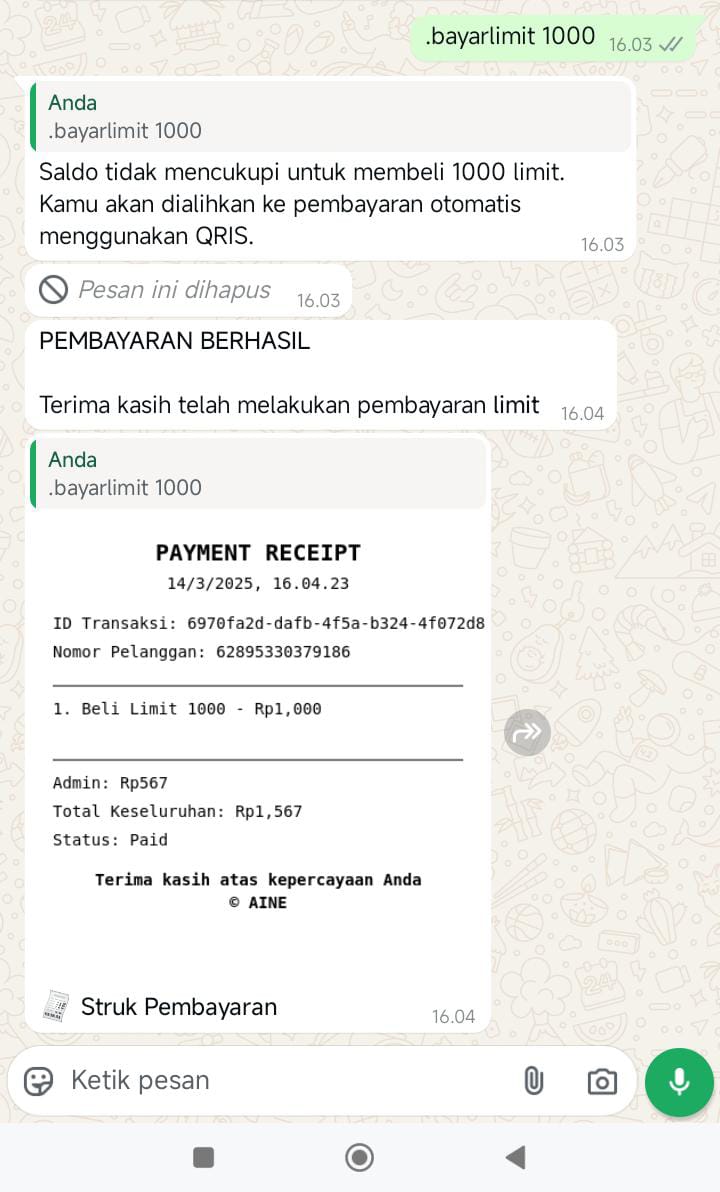 .bayarlimit 1000 16.03
Anda
.bayarlimit 1000
Saldo tidak mencukupi untuk membeli 1000 limit.
Kamu akan dialihkan ke pembayaran otomatis
menggunakan QRIS. 16.03
Pesan ini dihapus 16.03
PEMBAYARAN BERHASIL
Terima kasih telah melakukan pembayaran limit 16.04
Anda
.bayarlimit 1000
PAYMENT RECEIPT
14/3/2025, 16.04.23
ID Transaksi: 6970fa2d-dafb-4f5a-b324-4f072d8
Nomor Pelanggan: 62895330379186
1. Beli Limit 1000 - Rp1,000
Admin: Rp567
Total Keseluruhan: Rp1,567
Status: Paid
Terima kasih atas kepercayaan Anda
© AINE
Struk Pembayaran 16.04
Ketik pesan